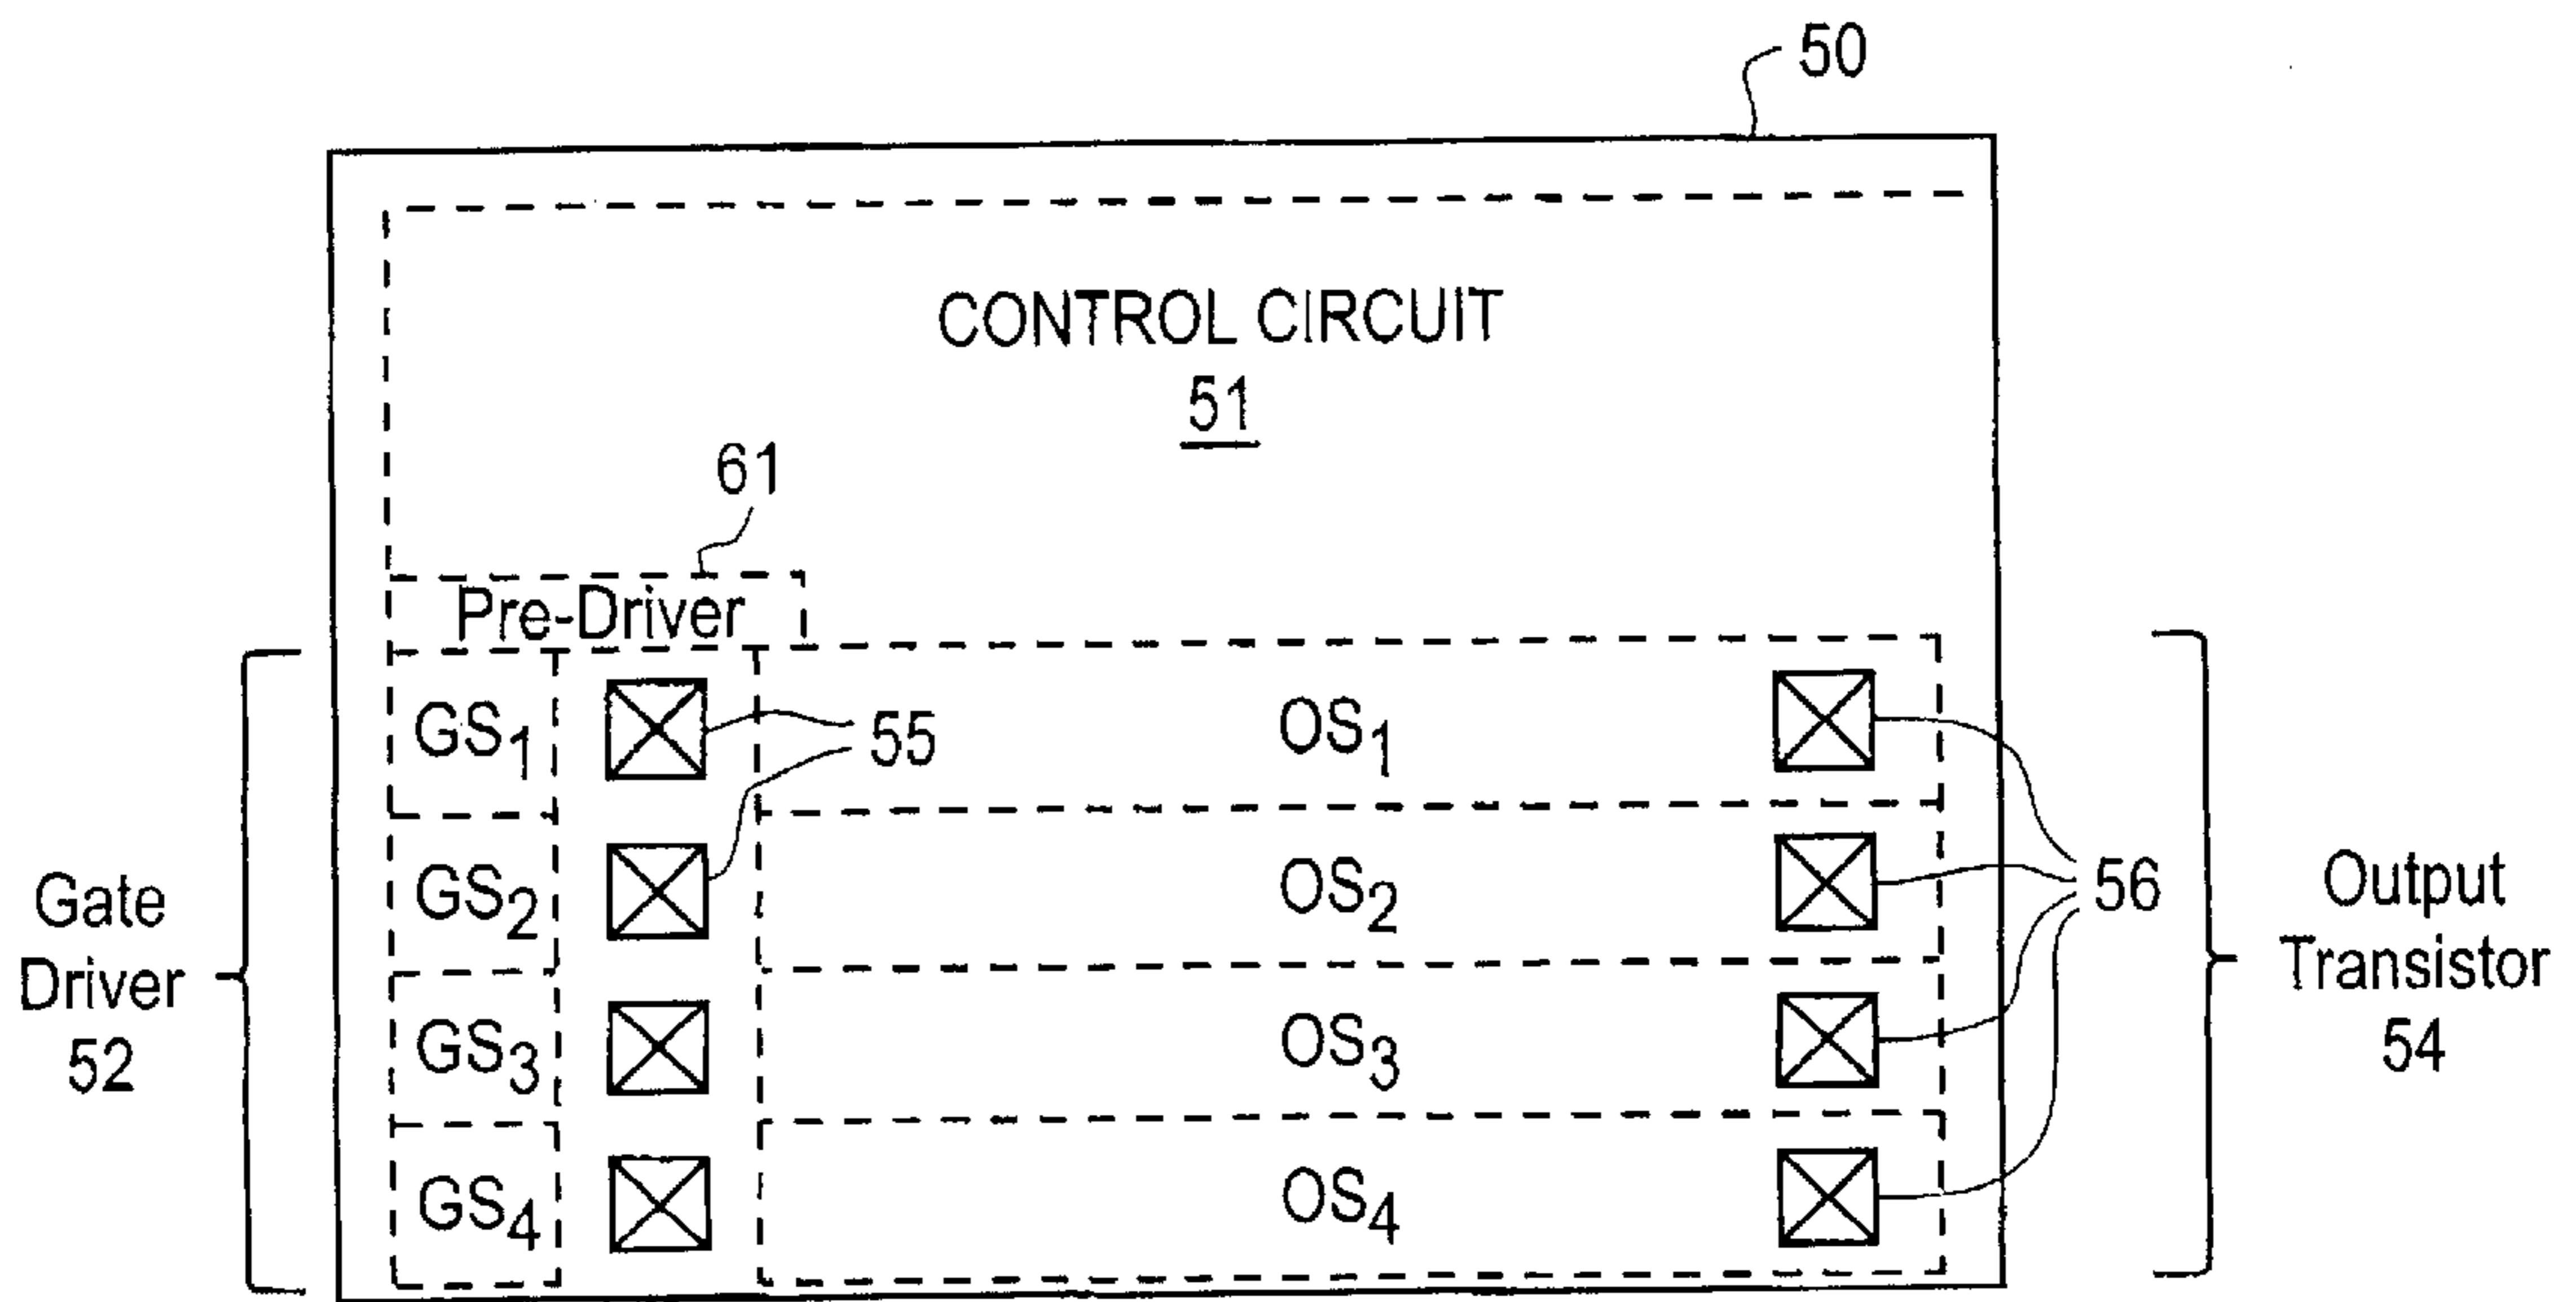 50
CONTROL CIRCUIT
51
61
Pre-Driver
GS1
OS1
55
GS2
OS2
56
Gate
Driver
52
Output
Transistor
54
GS3
OS3
GS4
OS4